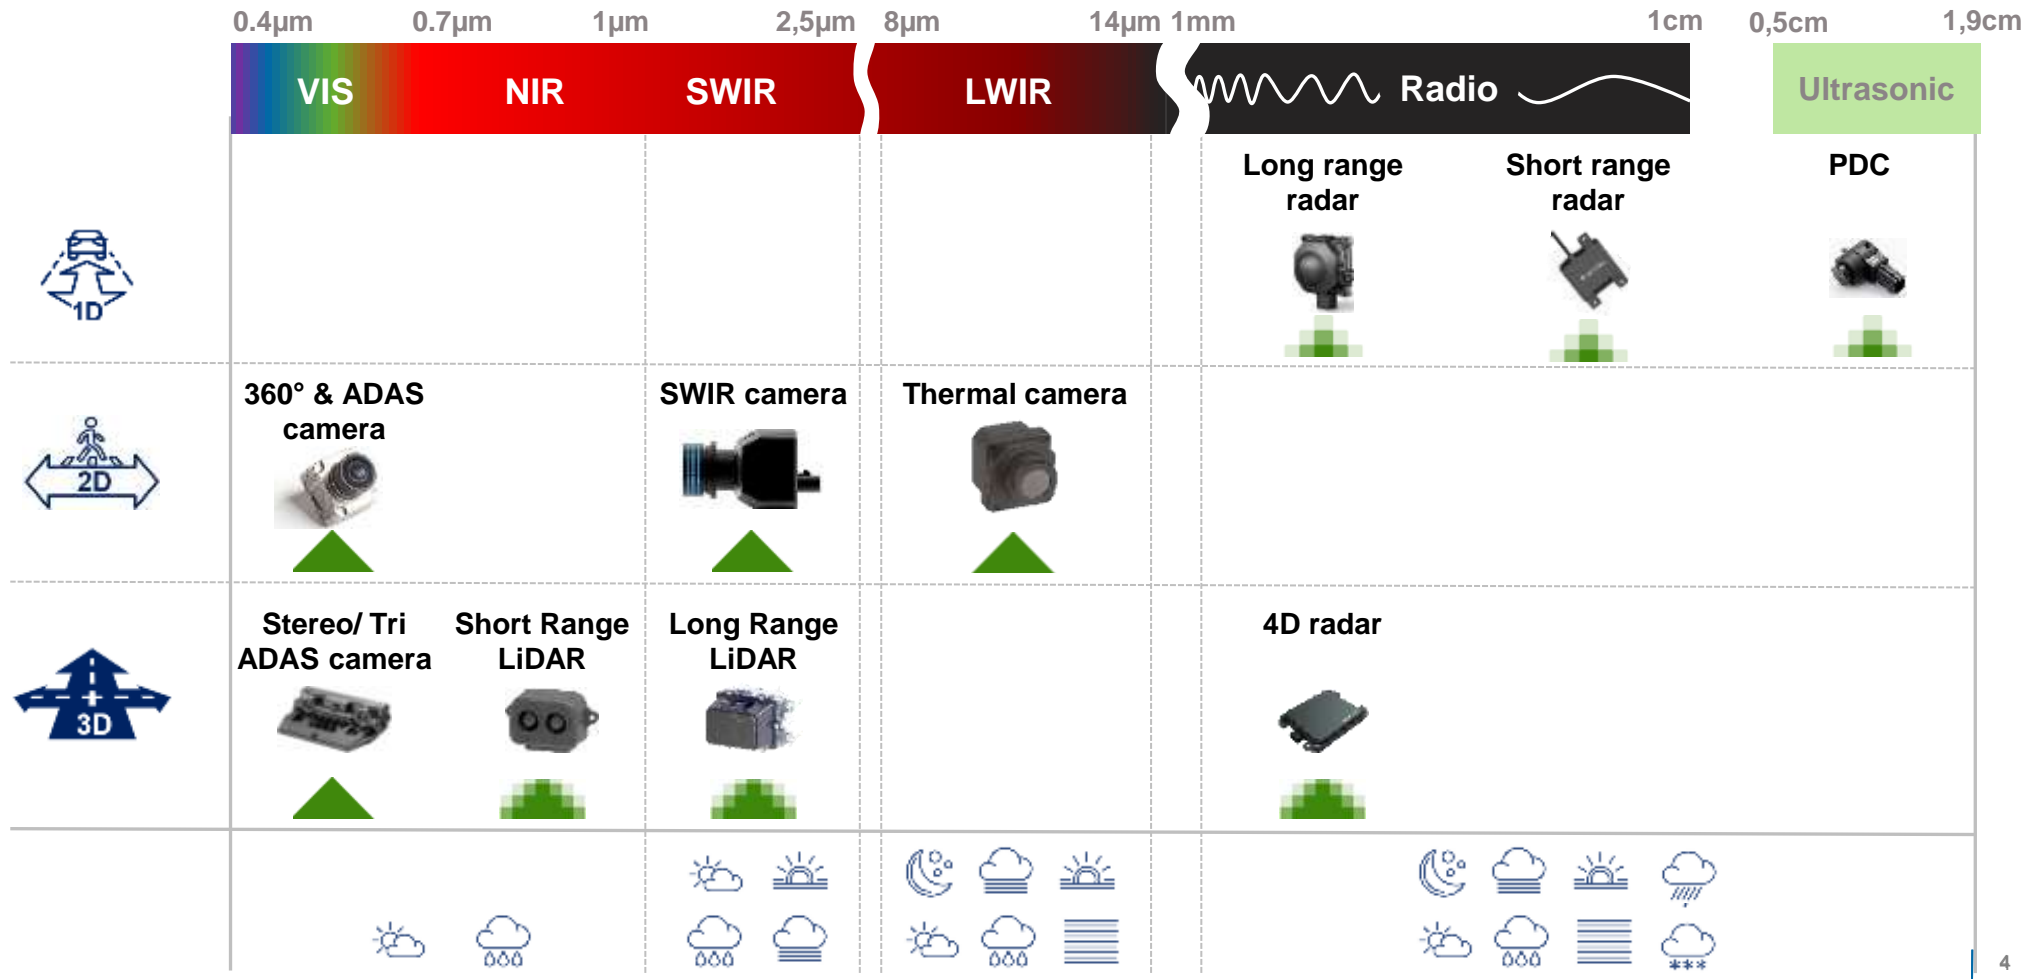 0.4µm 0.7µm 1µm 2,5µm 8µm 14µm 1mm 1cm 0,5cm 1,9cm
VIS NIR SWIR LWIR Radio Ultrasonic
Long range
radar
Short range
radar
PDC
1D
360° & ADAS
camera
SWIR camera
Thermal camera
2D
Stereo/ Tri
ADAS camera
Short Range
LiDAR
Long Range
LiDAR
4D radar
3D
4